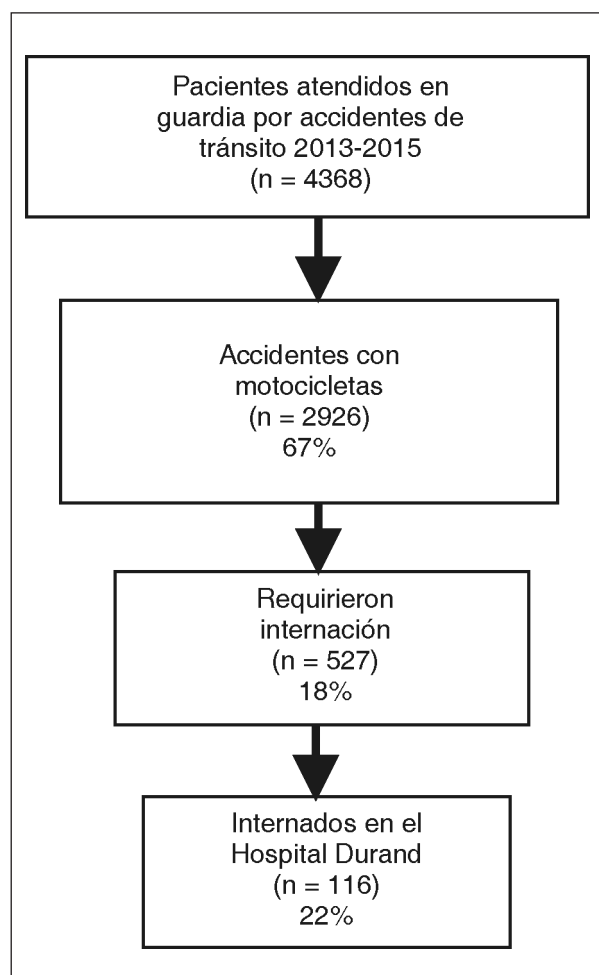 Pacientes atendidos en
guardia por accidentes de
tránsito 2013-2015
(n = 4368)
Accidentes con
motocicletas
(n = 2926)
67%
Requirieron
internación
(n = 527)
18%
Internados en el
Hospital Durand
(n = 116)
22%